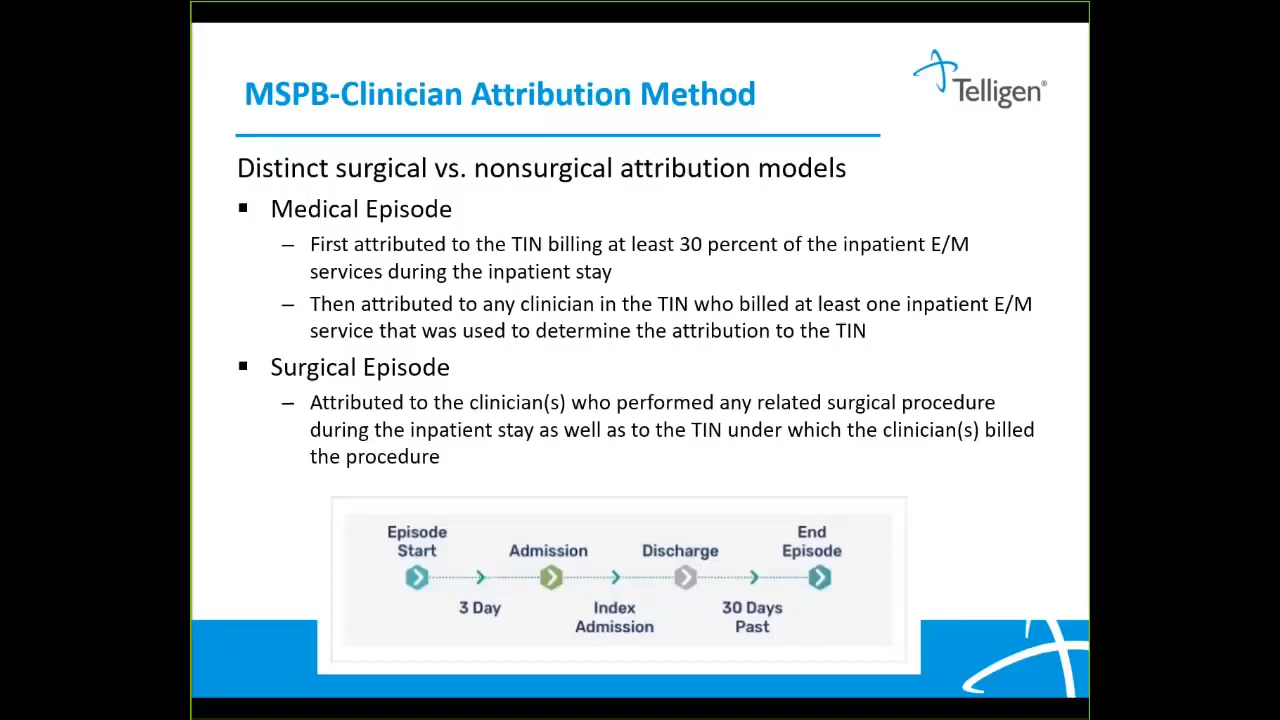 MSPB-Clinician Attribution Method
Telligen®
Distinct surgical vs. nonsurgical attribution models
▪ Medical Episode
– First attributed to the TIN billing at least 30 percent of the inpatient E/M
services during the inpatient stay
– Then attributed to any clinician in the TIN who billed at least one inpatient E/M
service that was used to determine the attribution to the TIN
▪ Surgical Episode
– Attributed to the clinician(s) who performed any related surgical procedure
during the inpatient stay as well as to the TIN under which the clinician(s) billed
the procedure
Episode
Start
Admission
Discharge
End
Episode
3 Day
Index
Admission
30 Days
Past